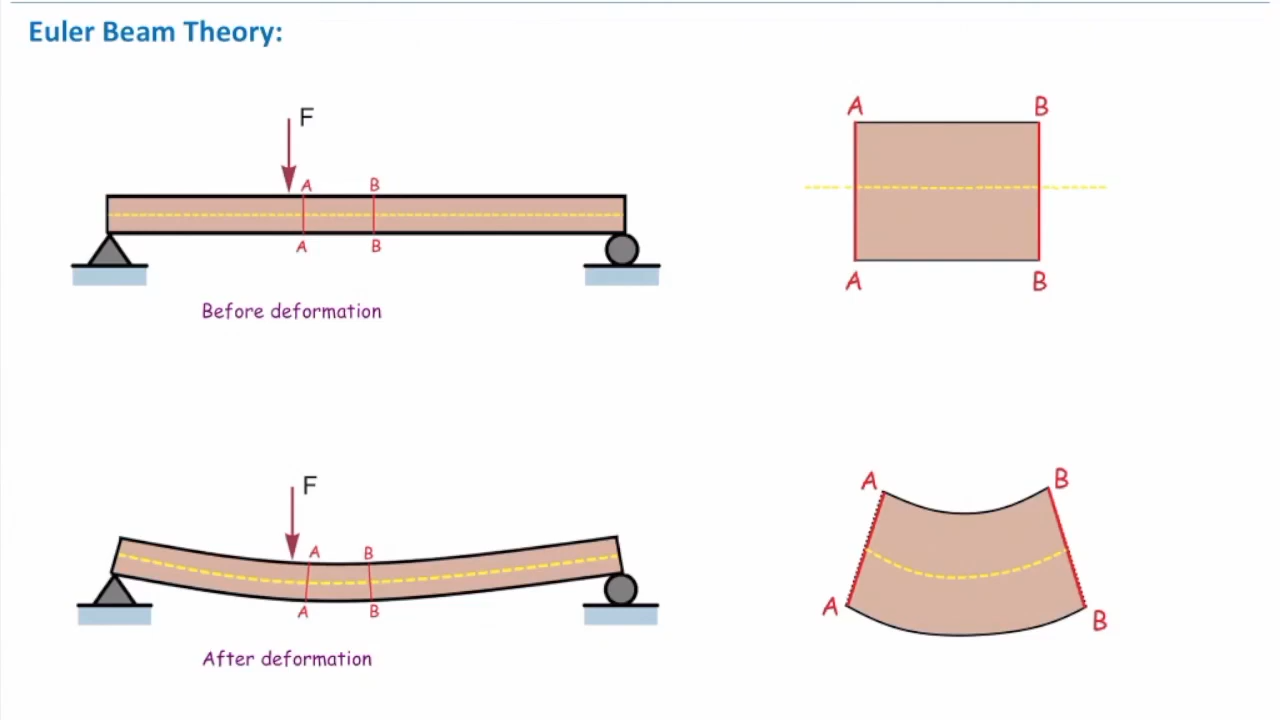 Euler Beam Theory:
F
A B
A B
Before deformation
A B
A B
F
A B
A B
After deformation
A B
A B